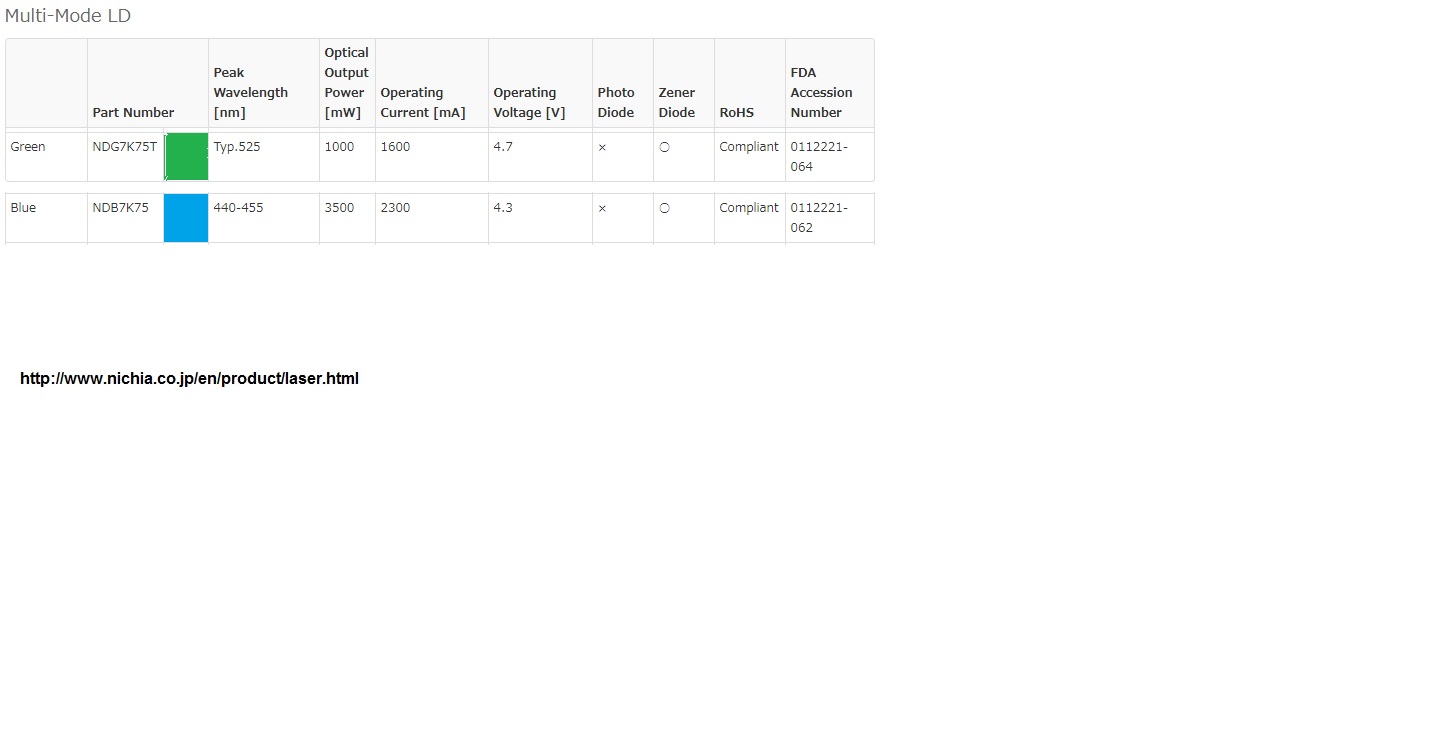 Multi-Mode LD
Part Number Peak Wavelength [nm] Optical Output Power [mW] Operating Current [mA] Operating Voltage [V] Photo Diode Zener Diode RoHS FDA Accession Number
Green NDG7K75T Typ.525 1000 1600 4.7 × ○ Compliant 0112221-064
Blue NDB7K75 440-455 3500 2300 4.3 × ○ Compliant 0112221-062
http://www.nichia.co.jp/en/product/laser.html